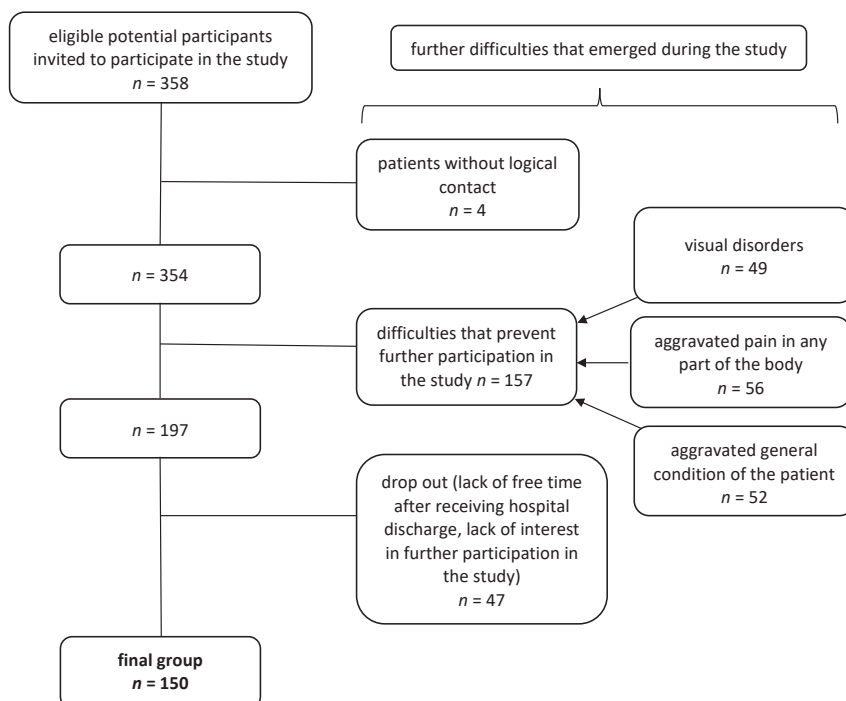 eligible potential participants
invited to participate in the study
n = 358
further difficulties that emerged during the study
patients without logical
contact
n = 4
visual disorders
n = 49
n = 354
difficulties that prevent
further participation in
the study n = 157
aggravated pain in any
part of the body
n = 56
n = 197
aggravated general
condition of the patient
n = 52
drop out (lack of free time
after receiving hospital
discharge, lack of interest
in further participation in
the study)
n = 47
final group
n = 150